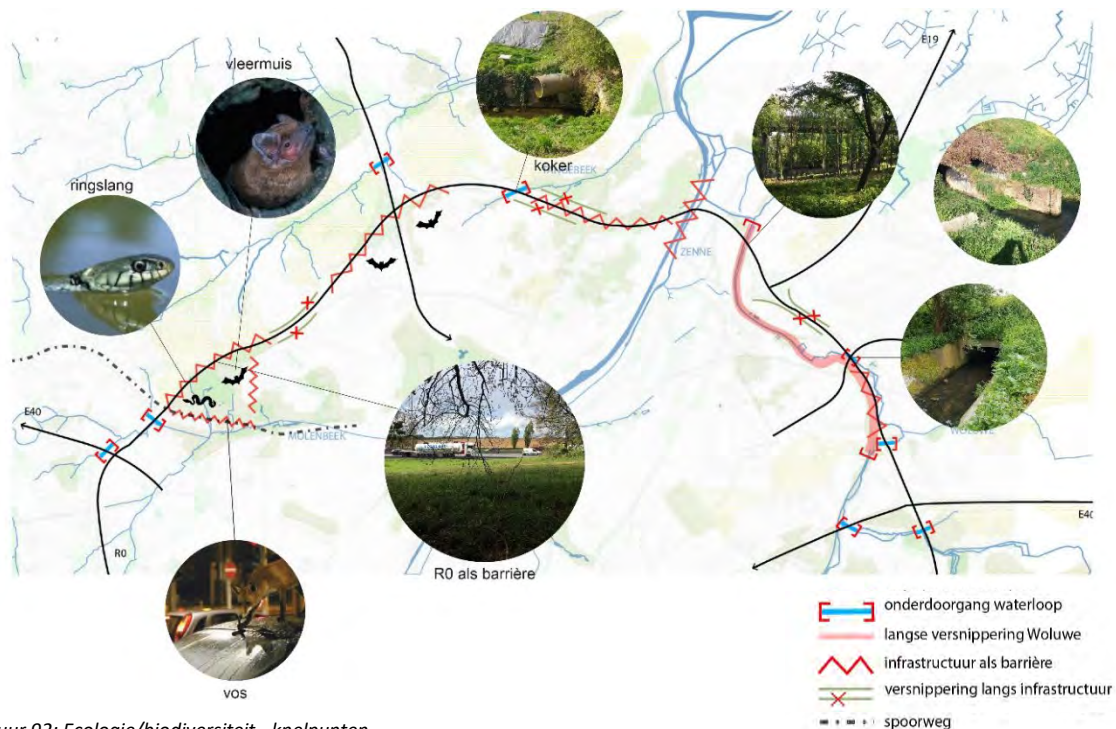 E19
vleermuis
koker
ringslang
ZENNE
E40
MOLENBEEK
WOLUWE
E40
R0
R0 als barrière
vos
onderdoorgang waterloop
langse versnippering Woluwe
infrastructuur als barrière
versnippering langs infrastructuur
spoorweg
uur 92: Ecologie/biodiversiteit - knelpunten